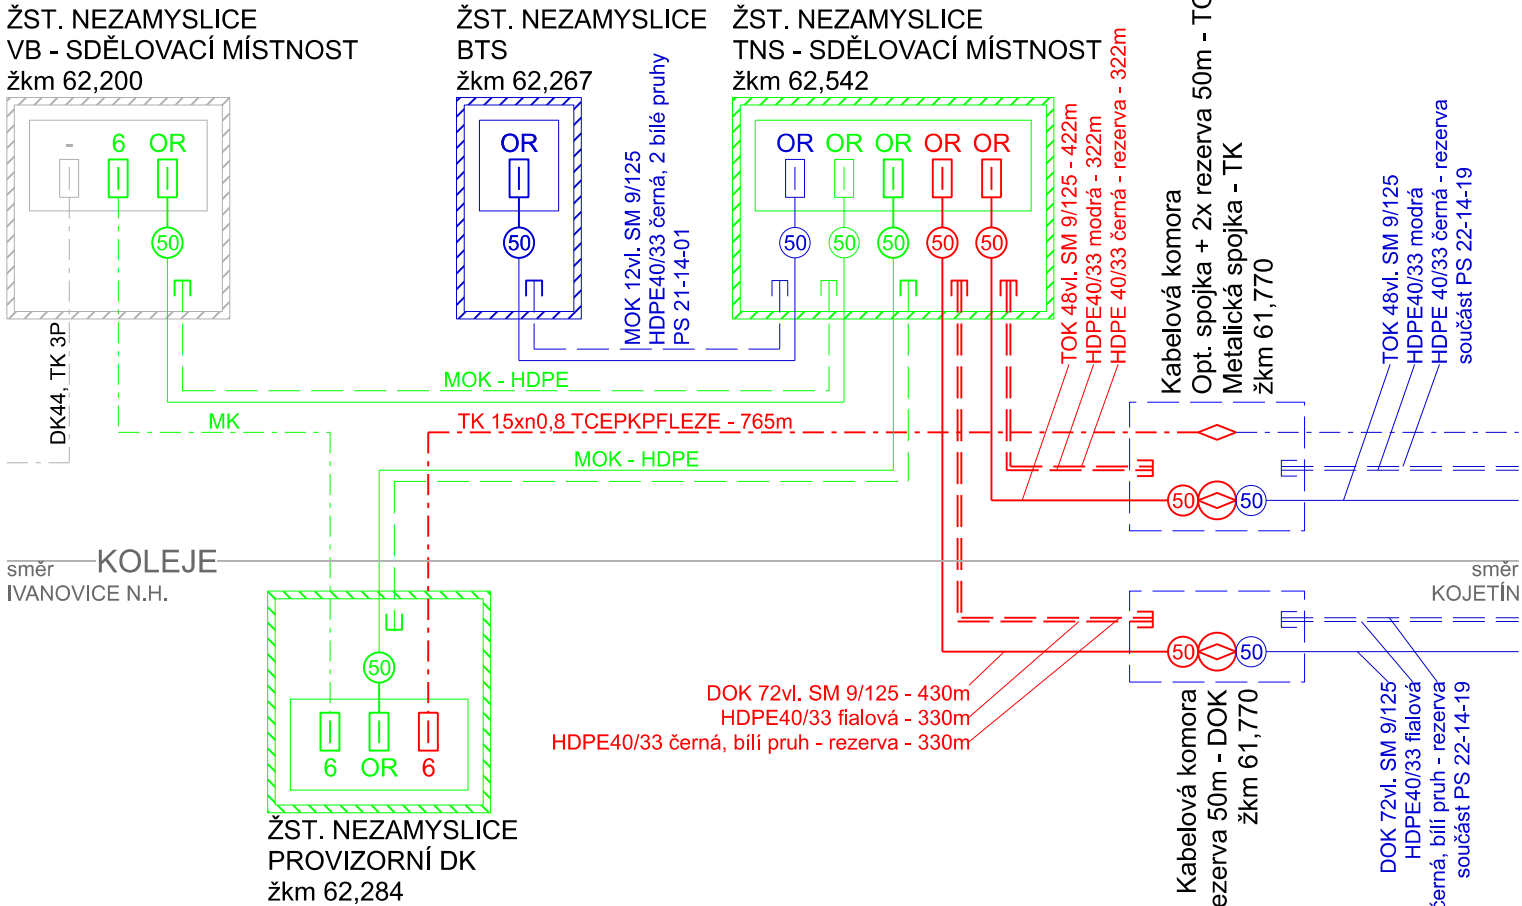 ŽST. NEZAMYSLICE
VB - SDĚLOVACÍ MÍSTNOST
žkm 62,200
ŽST. NEZAMYSLICE
BTS
žkm 62,267
ŽST. NEZAMYSLICE
TNS - SDĚLOVACÍ MÍSTNOST
žkm 62,542
-
6
OR
50
DK44, TK 3P
OR
50
MOK 12vl. SM 9/125
HDPE40/33 černá, 2 bílé pruhy
PS 21-14-01
OR
OR
OR
OR
OR
50
50
50
50
50
TOK 48vl. SM 9/125 - 422m
HDPE40/33 modrá - 322m
HDPE 40/33 černá - rezerva - 322m
Kabelová komora
Opt. spojka + 2x rezerva 50m -
Metalická spojka - TK
žkm 61,770
TOK 48vl. SM 9/125
HDPE40/33 modrá
HDPE 40/33 černá - rezerva
součást PS 22-14-19
MOK - HDPE
MK
TK 15xn0,8 TCEPKPFLEZE - 765m
MOK - HDPE
50
50
směr
KOLEJE
IVANOVICE N.H.
směr
KOJETÍN
50
50
50
6
OR
6
ŽST. NEZAMYSLICE
PROVIZORNÍ DK
žkm 62,284
DOK 72vl. SM 9/125 - 430m
HDPE40/33 fialová - 330m
HDPE40/33 černá, bílí pruh - rezerva - 330m
Kabelová komora
50m - DOK
žkm 61,770
DOK 72vl. SM 9/125
HDPE40/33 fialová
černá, bílí pruh - rezerva
součást PS 22-14-19